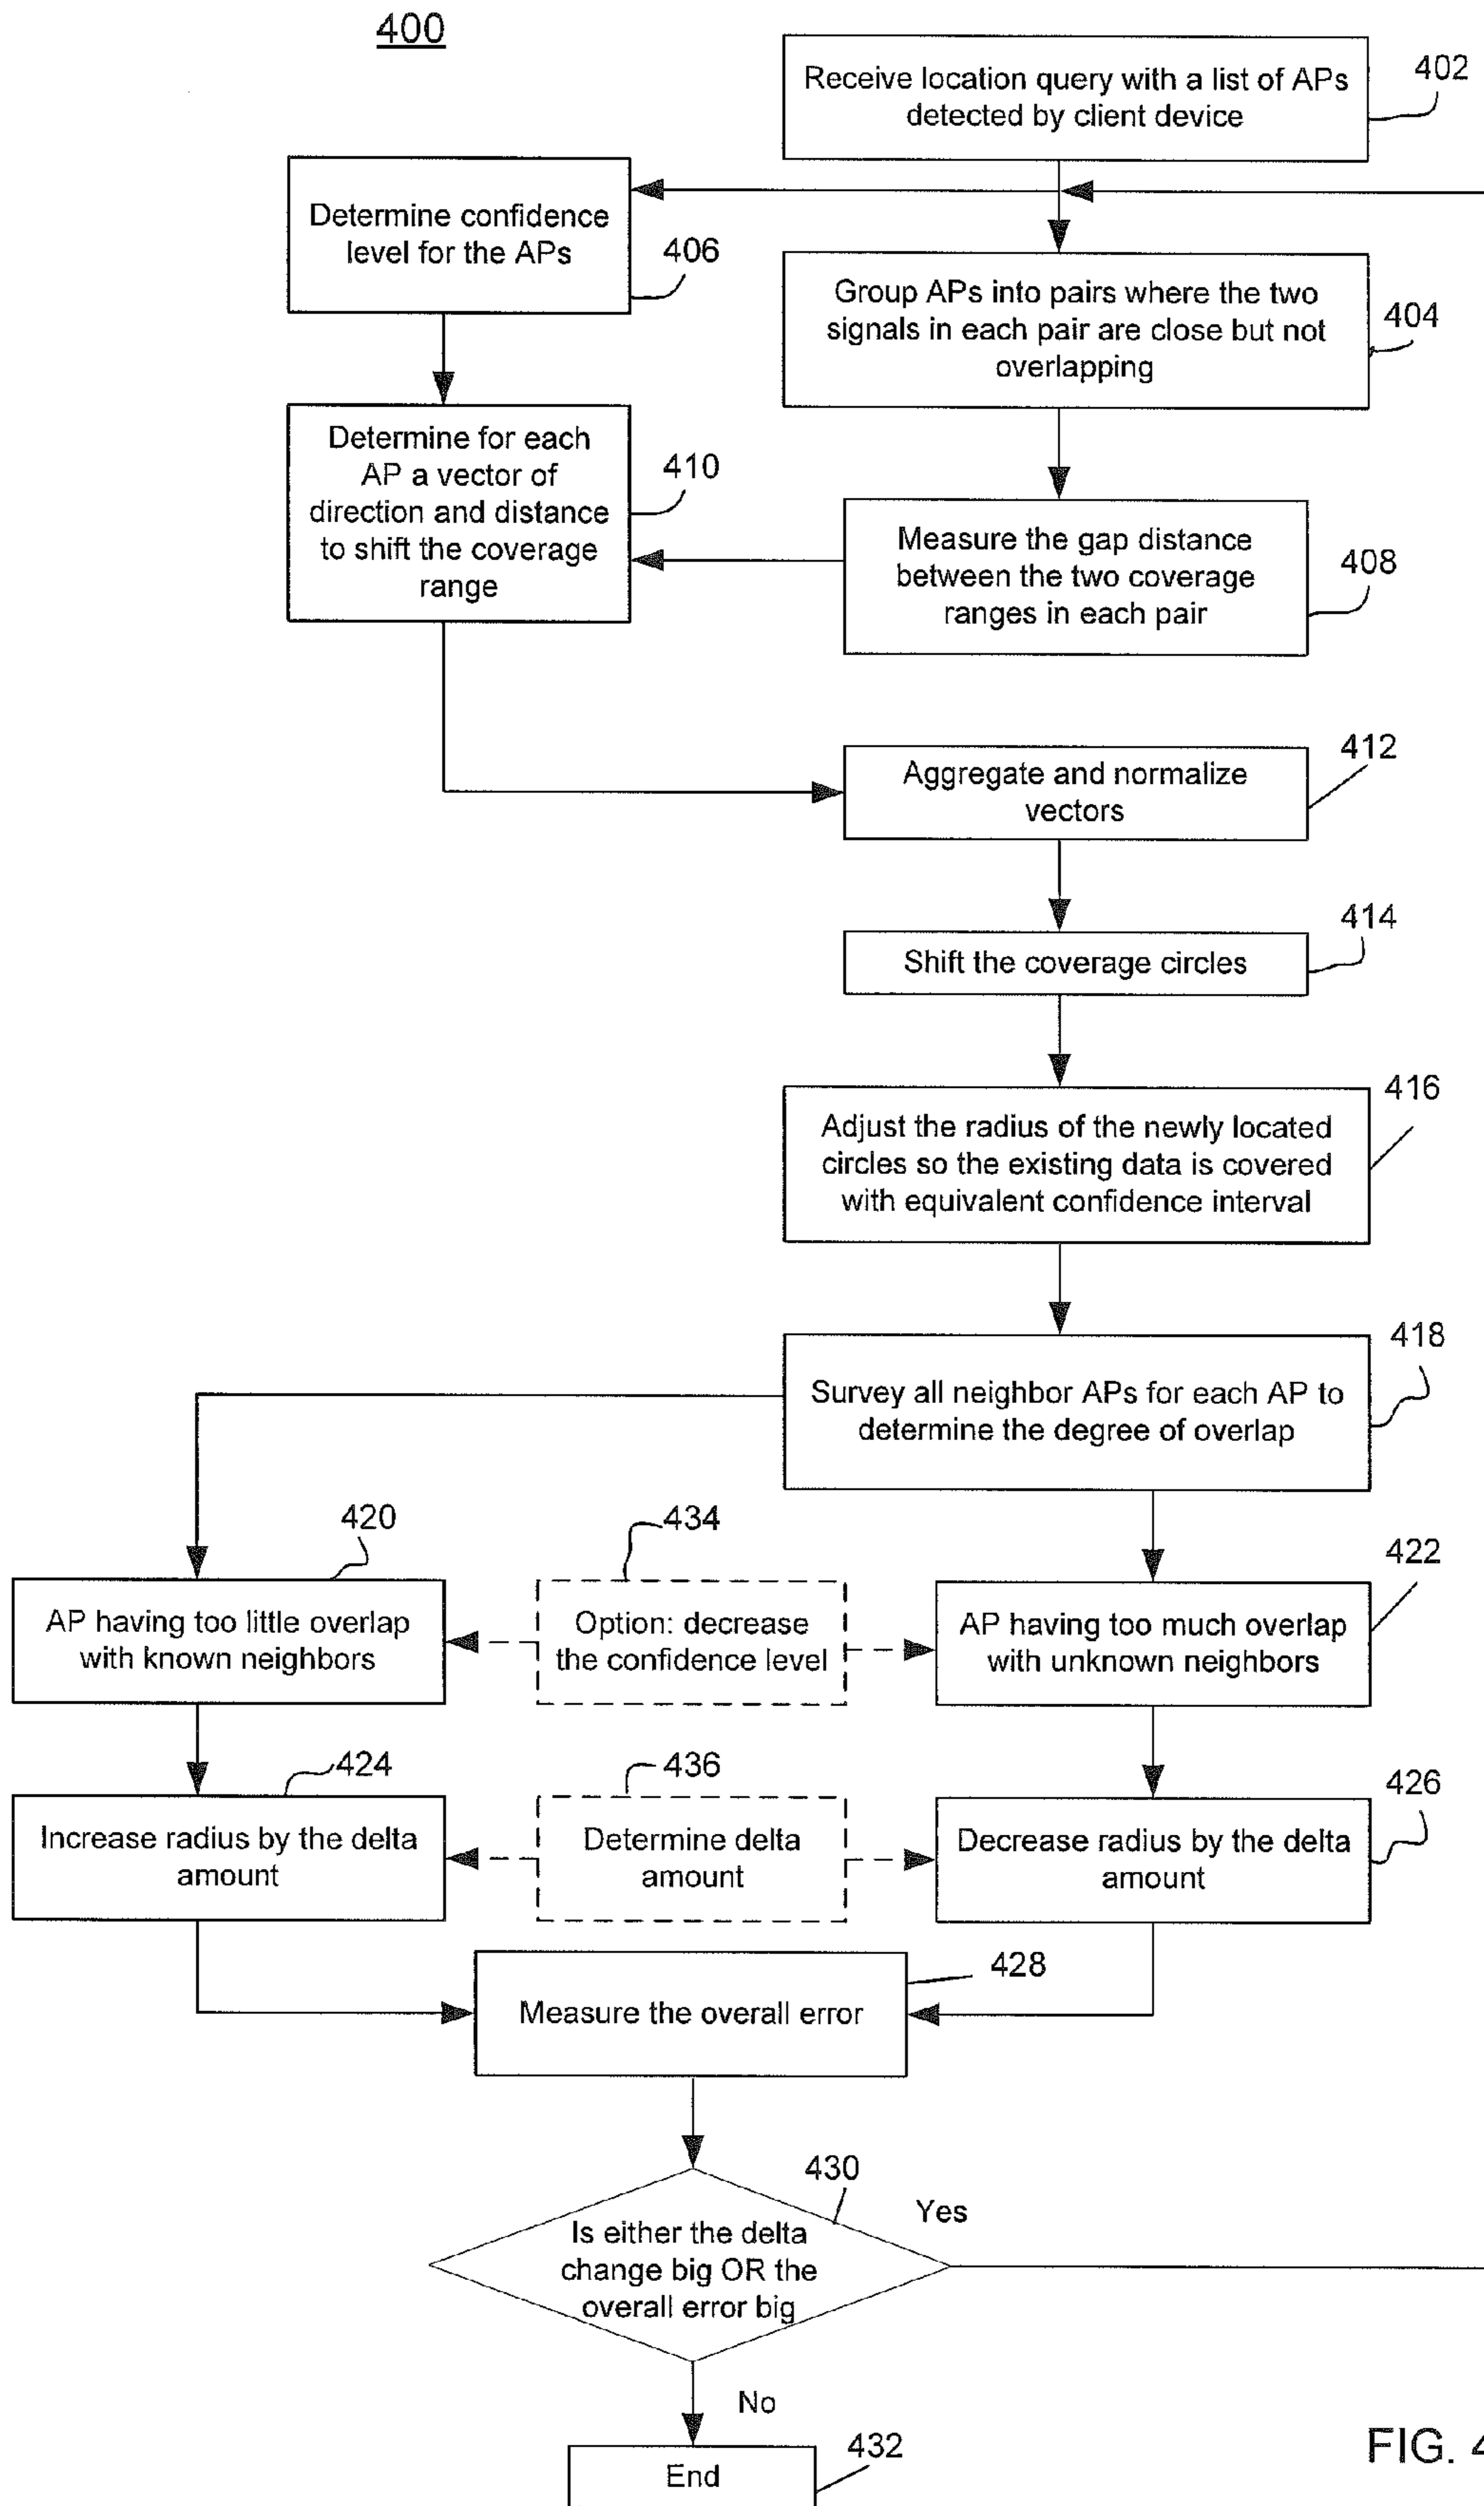 400
Receive location query with a list of APs
detected by client device
402
Determine confidence
level for the APs
406
Group APs into pairs where the two
signals in each pair are close but not
overlapping
404
Determine for each
AP a vector of
direction and distance
to shift the coverage
range
410
Measure the gap distance
between the two coverage
ranges in each pair
408
Aggregate and normalize
vectors
412
Shift the coverage circles
414
Adjust the radius of the newly located
circles so the existing data is covered
with equivalent confidence interval
416
Survey all neighbor APs for each AP to
determine the degree of overlap
418
420
AP having too little overlap
with known neighbors
434
Option: decrease
the confidence level
422
AP having too much overlap
with unknown neighbors
424
Increase radius by the delta
amount
436
Determine delta
amount
426
Decrease radius by the delta
amount
428
Measure the overall error
430
Is either the delta
change big OR the
overall error big
Yes
No
432
End
FIG. 4